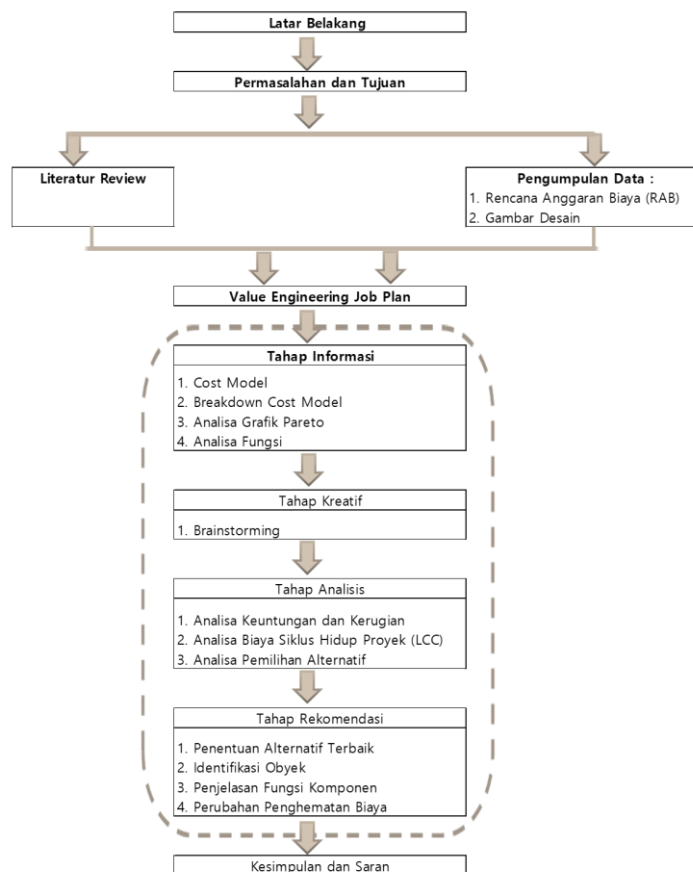 Latar Belakang
Permasalahan dan Tujuan
Literatur Review
Pengumpulan Data :
1. Rencana Anggaran Biaya (RAB)
2. Gambar Desain
Value Engineering Job Plan
Tahap Informasi
1. Cost Model
2. Breakdown Cost Model
3. Analisa Grafik Pareto
4. Analisa Fungsi
Tahap Kreatif
1. Brainstorming
Tahap Analisis
1. Analisa Keuntungan dan Kerugian
2. Analisa Biaya Siklus Hidup Proyek (LCC)
3. Analisa Pemilihan Alternatif
Tahap Rekomendasi
1. Penentuan Alternatif Terbaik
2. Identifikasi Obyek
3. Penjelasan Fungsi Komponen
4. Perubahan Penghematan Biaya
Kesimpulan dan Saran